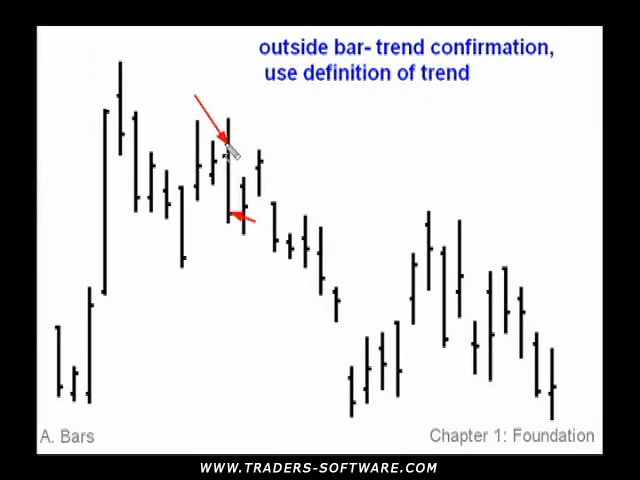 outside bar- trend confirmation,
use definition of trend
A. Bars
Chapter 1: Foundation
WWW.TRADERS-SOFTWARE.COM